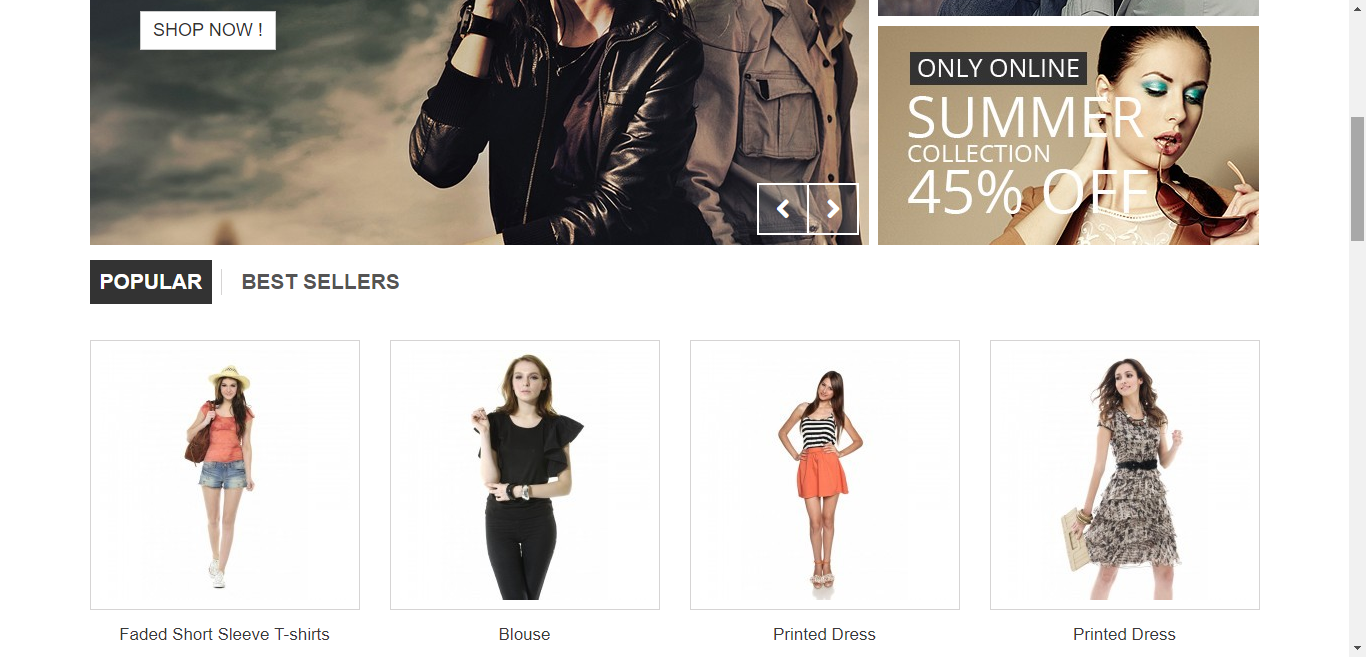 SHOP NOW !
ONLY ONLINE
SUMMER
COLLECTION
45% OFF
POPULAR
BEST SELLERS
Faded Short Sleeve T-shirts
Blouse
Printed Dress
Printed Dress